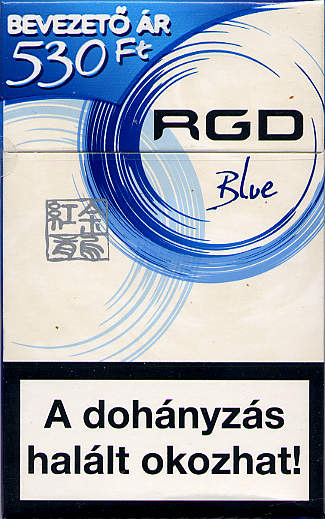 BEVEZETŐ ÁR
530 Ft
RGD
Blue
A dohányzás
halált okozhat!